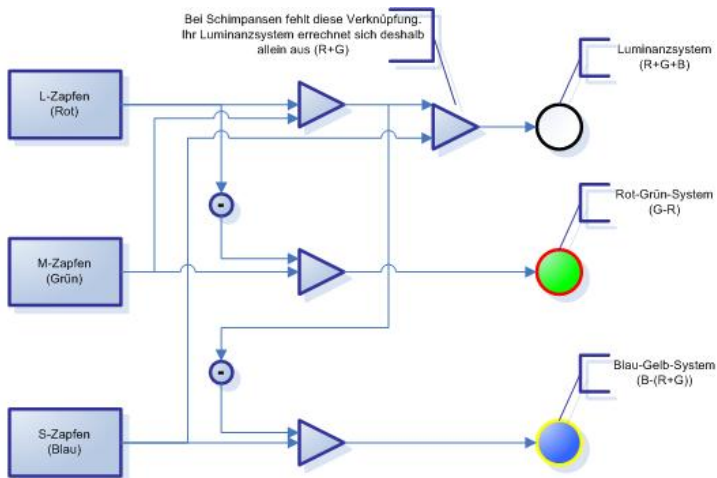 Bei Schimpansen fehlt diese Verknüpfung.
Ihr Luminanzsystem errechnet sich deshalb
allein aus (R+G)
Luminanzsystem
(R+G+B)
L-Zapfen
(Rot)
Rot-Grün-System
(G-R)
-
M-Zapfen
(Grün)
Blau-Gelb-System
(B-(R+G))
-
S-Zapfen
(Blau)